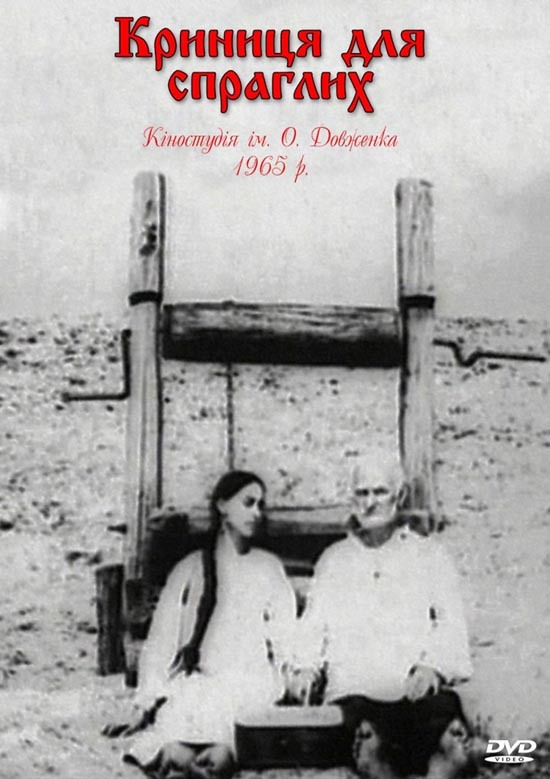 Криниця для
спраглих
Кіностудія ім. О. Довженка
1965 р.
DVD
VIDEO